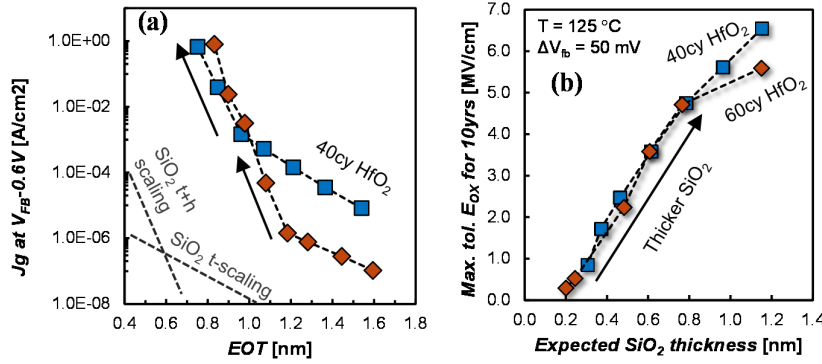 (a)
1.0E+00
1.0E-02
1.0E-04
1.0E-06
1.0E-08
Jg at V_FB-0.6V [A/cm2]
40cy HfO₂
SiO₂ t+h
scaling
SiO₂ t-scaling
0.4 0.6 0.8 1.0 1.2 1.4 1.6 1.8
EOT [nm]
T = 125 °C
ΔV_fb = 50 mV
(b)
40cy HfO₂
60cy HfO₂
Thicker SiO₂
7.0
6.0
5.0
4.0
3.0
2.0
1.0
0.0
Max. tol. E_OX for 10yrs [MV/cm]
0.0 0.2 0.4 0.6 0.8 1.0 1.2 1.4
Expected SiO₂ thickness [nm]